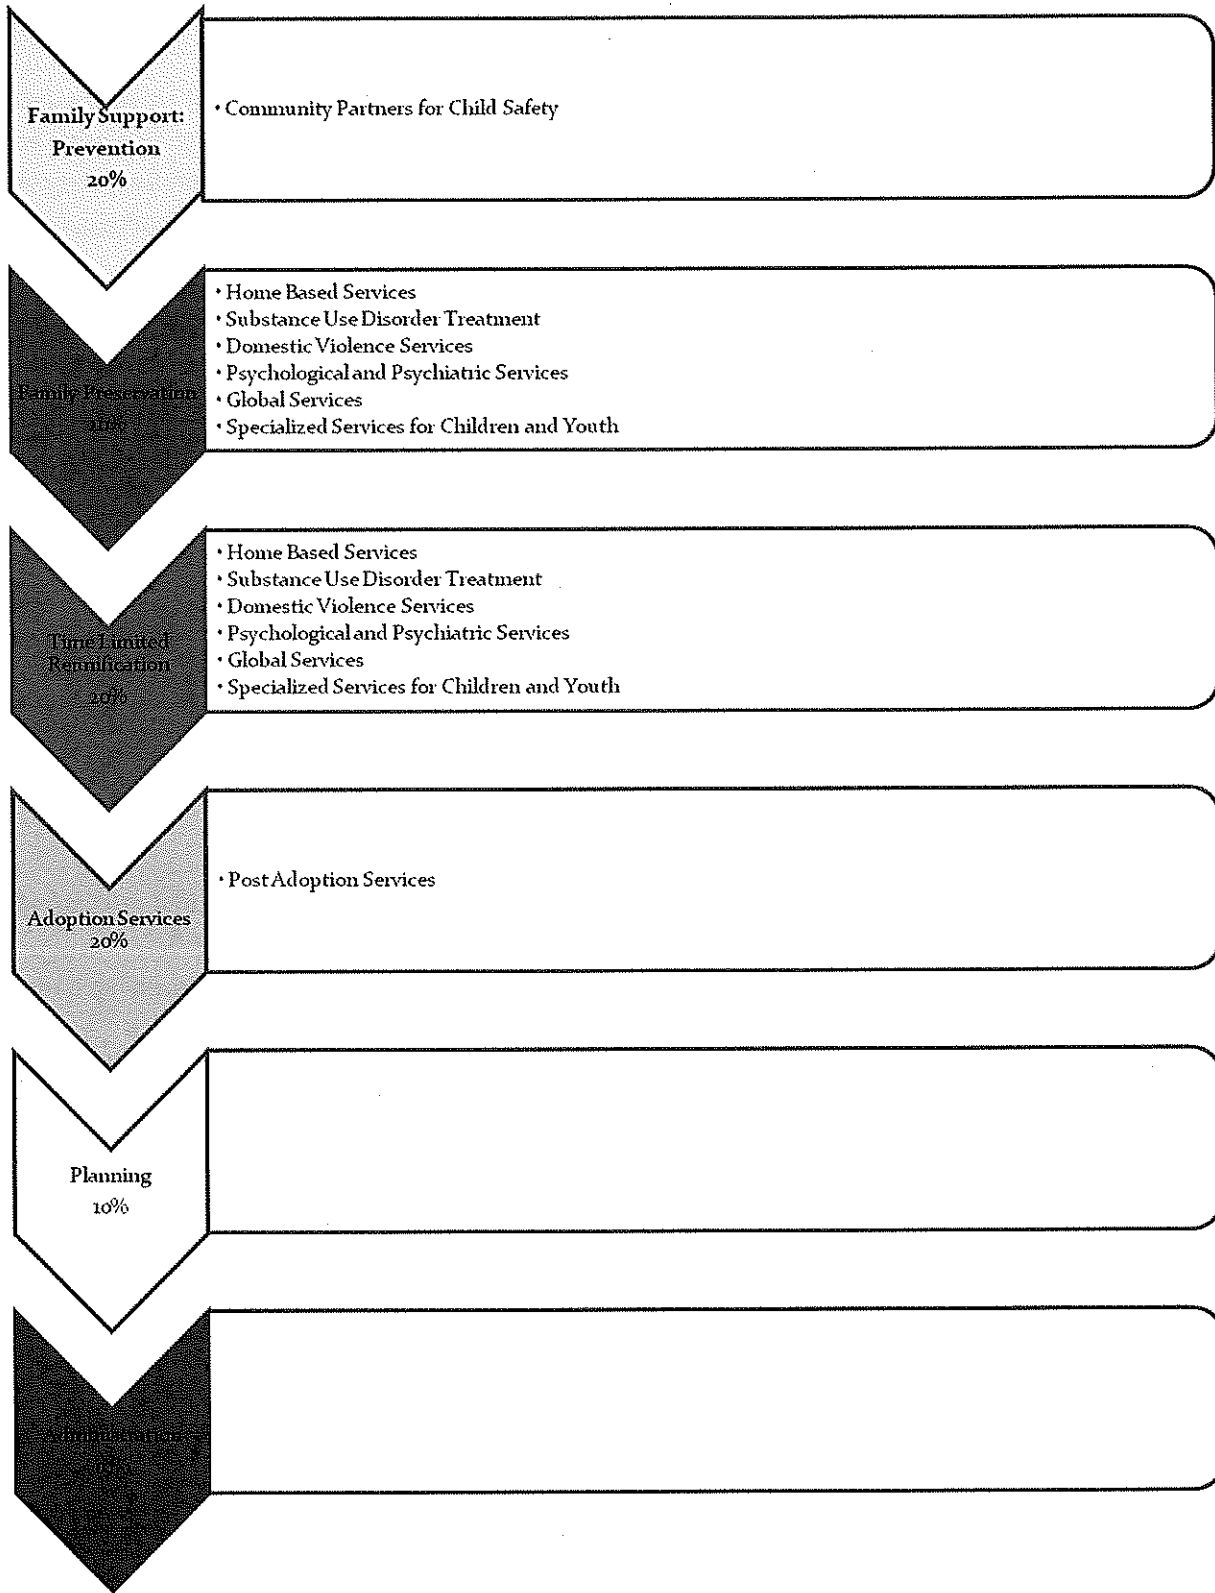 Family Support:
Prevention
20%
• Community Partners for Child Safety
Family Preservation
• Home Based Services
• Substance Use Disorder Treatment
• Domestic Violence Services
• Psychological and Psychiatric Services
• Global Services
• Specialized Services for Children and Youth
Time Limited
Reunification
20%
• Home Based Services
• Substance Use Disorder Treatment
• Domestic Violence Services
• Psychological and Psychiatric Services
• Global Services
• Specialized Services for Children and Youth
Adoption Services
20%
• Post Adoption Services
Planning
10%
Administration